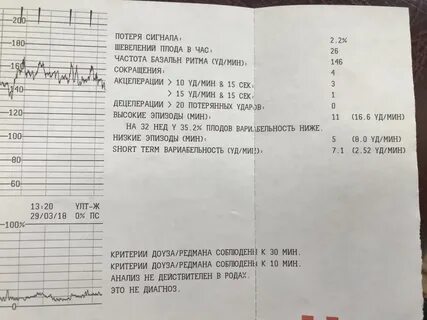 200
180
160
140
120
100
80
60
13:20 УЛТ-Ж
29/03/18 0% ПС
100%
0
ПОТЕРЯ СИГНАЛА: 2.2%
ШЕВЕЛЕНИЙ ПЛОДА В ЧАС: 26
ЧАСТОТА БАЗАЛЬН РИТМА (УД/МИН): 146
СОКРАЩЕНИЯ: 4
АКЦЕЛЕРАЦИИ > 10 УД/МИН & 15 СЕК: 3
> 15 УД/МИН & 15 СЕК: 1
ДЕЦЕЛЕРАЦИИ > 20 ПОТЕРЯННЫХ УДАРОВ: 0
ВЫСОКИЕ ЭПИЗОДЫ (МИН): 11 (16.6 УД/МИН)
НА 32 НЕД У 35.2% ПЛОДОВ ВАРИАБЕЛЬНОСТЬ НИЖЕ.
НИЗКИЕ ЭПИЗОДЫ (МИН): 5 (8.0 УД/МИН)
SHORT TERM ВАРИАБЕЛЬНОСТЬ (УД/МИН): 7.1 (2.52 УД/МИН)
КРИТЕРИИ ДОУЗА/РЕДМАНА СОБЛЮДЕНЫ К 30 МИН.
КРИТЕРИИ ДОУЗА/РЕДМАНА СОБЛЮДЕНЫ К 10 МИН.
АНАЛИЗ НЕ ДЕЙСТВИТЕЛЕН В РОДАХ.
ЭТО НЕ ДИАГНОЗ.